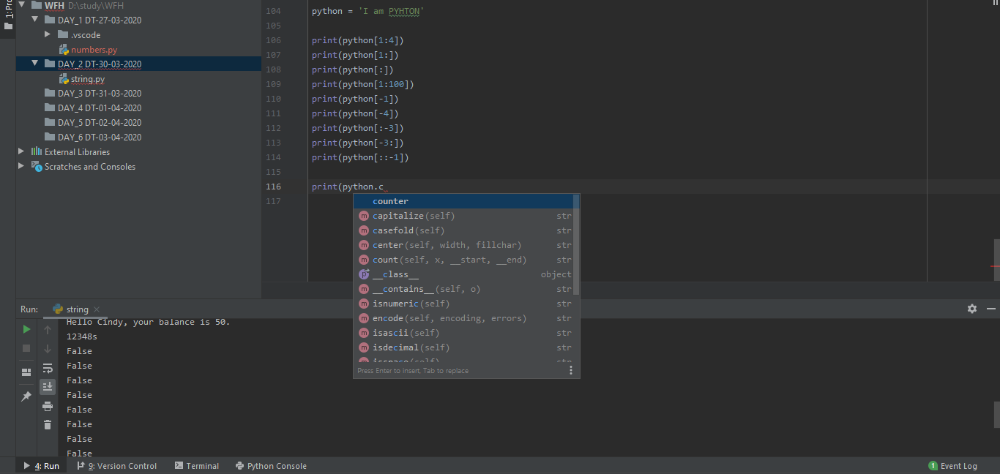 1: Pro
WFH D:\study\WFH
DAY_1 DT-27-03-2020
.vscode
numbers.py
DAY_2 DT-30-03-2020
string.py
DAY_3 DT-31-03-2020
DAY_4 DT-01-04-2020
DAY_5 DT-02-04-2020
DAY_6 DT-03-04-2020
External Libraries
Scratches and Consoles
104 python = 'I am PYHTON'
105
106 print(python[1:4])
107 print(python[1:])
108 print(python[:])
109 print(python[1:100])
110 print(python[-1])
111 print(python[-4])
112 print(python[:-3])
113 print(python[-3:])
114 print(python[::-1])
115
116 print(python.c
117
counter
m capitalize(self) str
m casefold(self) str
m center(self, width, fillchar) str
m count(self, x, __start, __end) str
p __class__ object
m __contains__(self, o) str
m isnumeric(self) str
m encode(self, encoding, errors) str
m isascii(self) str
m isdecimal(self) str
m isspace(self) str
Press Enter to insert, Tab to replace
Run: string
Hello Cindy, your balance is 50.
12348s
False
False
False
False
False
False
False
False
4: Run 9: Version Control Terminal Python Console 1 Event Log